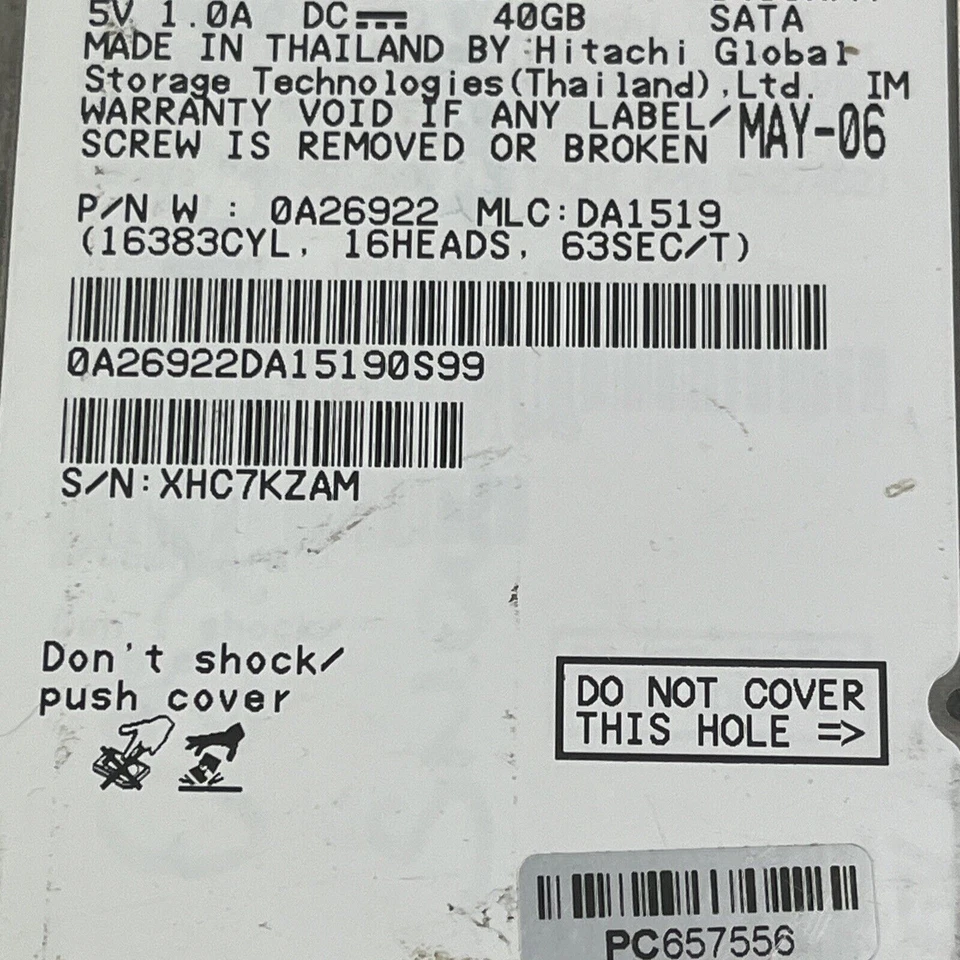 5V 1.0A DC 40GB SATA
MADE IN THAILAND BY Hitachi Global
Storage Technologies(Thailand),Ltd. IM
WARRANTY VOID IF ANY LABEL/
SCREW IS REMOVED OR BROKEN MAY-06
P/N W : 0A26922 MLC:DA1519
(16383CYL, 16HEADS, 63SEC/T)
0A26922DA15190S99
S/N:XHC7KZAM
Don't shock/
push cover
DO NOT COVER
THIS HOLE =>
PC657556